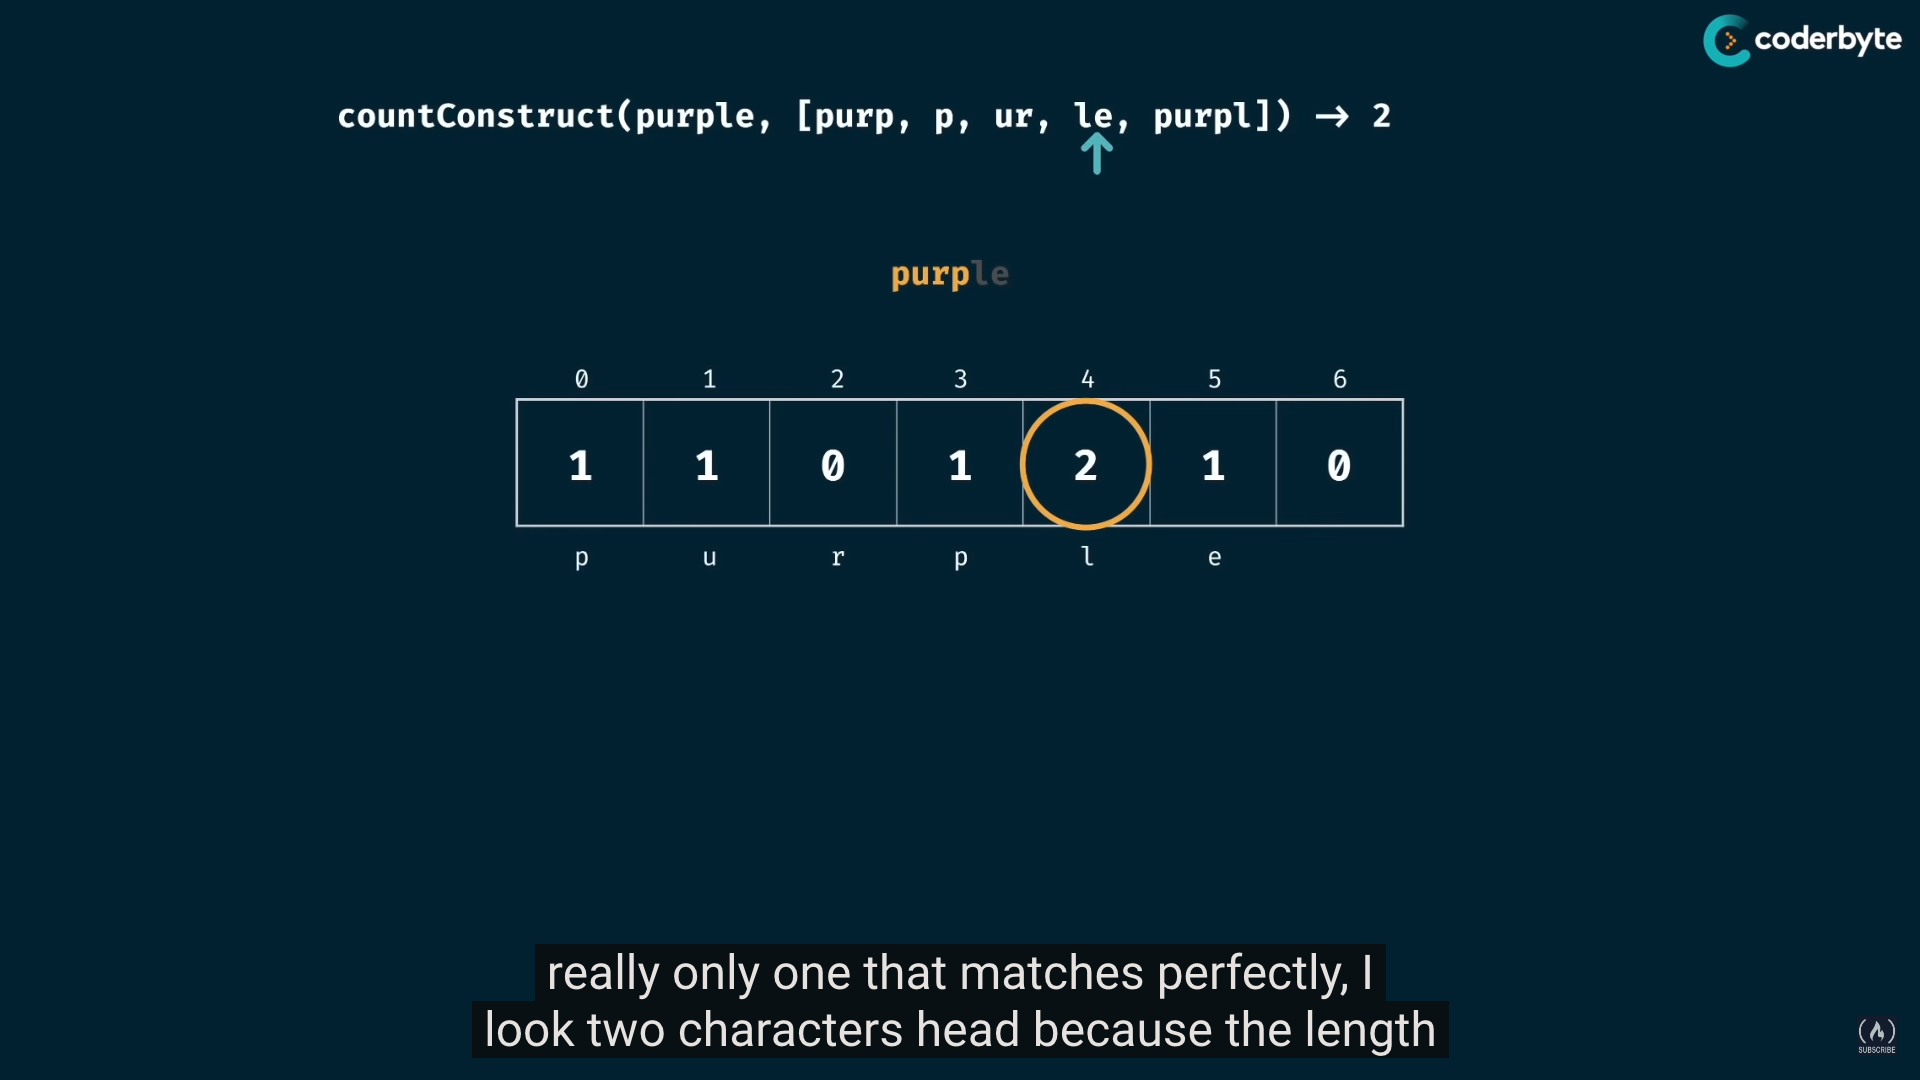 coderbyte
countConstruct(purple, [purp, p, ur, le, purpl]) → 2
purple
0 1 2 3 4 5 6
1 1 0 1 2 1 0
p u r p l e
really only one that matches perfectly, I
look two characters head because the length
SUBSCRIBE